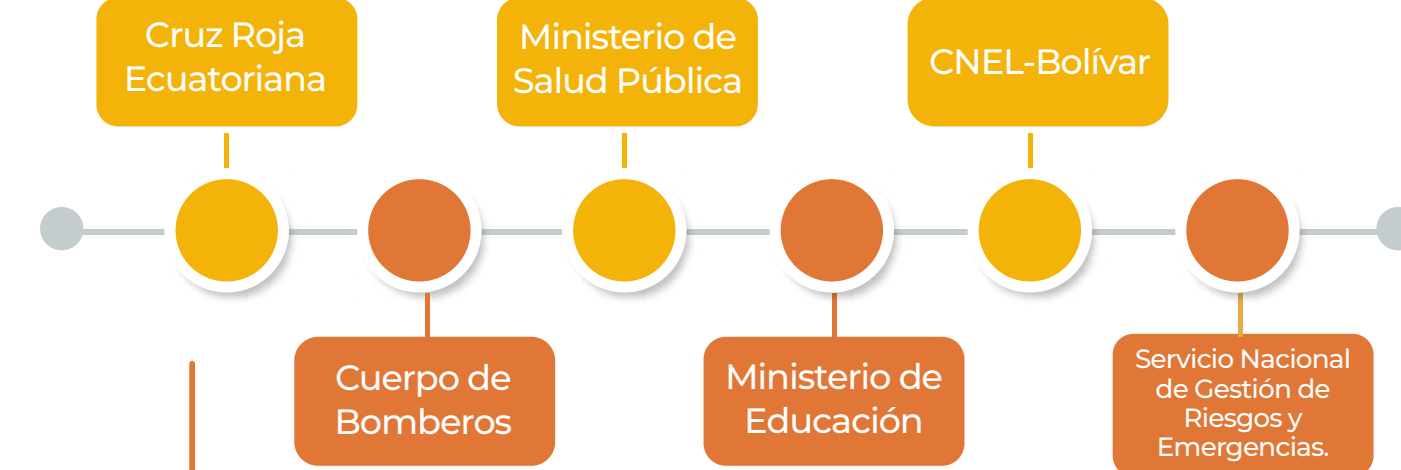 Cruz Roja
Ecuatoriana
Ministerio de
Salud Pública
CNEL-Bolívar
Cuerpo de
Bomberos
Ministerio de
Educación
Servicio Nacional
de Gestión de
Riesgos y
Emergencias.